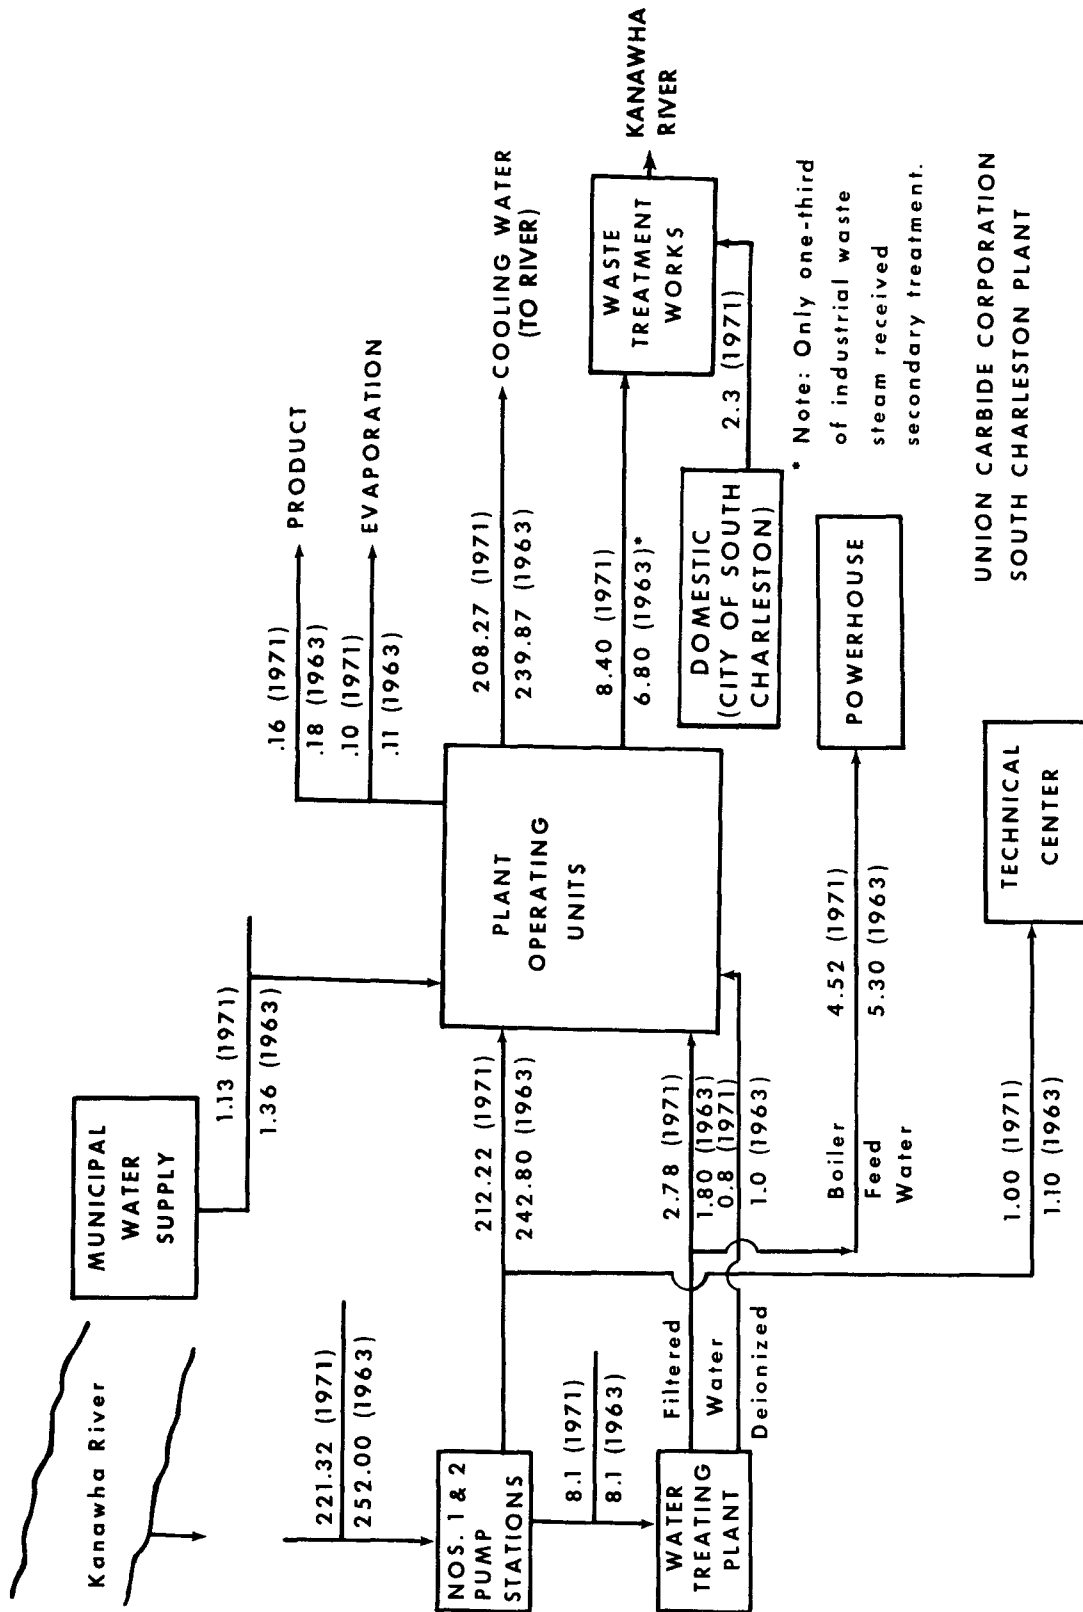 Kanawha River
MUNICIPAL
WATER
SUPPLY
1.13 (1971)
1.36 (1963)
221.32 (1971)
252.00 (1963)
.16 (1971)
.18 (1963)
PRODUCT
.10 (1971)
.11 (1963)
EVAPORATION
NOS. 1 & 2
PUMP
STATIONS
212.22 (1971)
242.80 (1963)
PLANT
OPERATING
UNITS
208.27 (1971)
239.87 (1963)
COOLING WATER
(TO RIVER)
8.1 (1971)
8.1 (1963)
8.40 (1971)
6.80 (1963)*
WASTE
TREATMENT
WORKS
KANAWHA
RIVER
WATER
TREATING
PLANT
Filtered
Water
Deionized
2.78 (1971)
1.80 (1963)
0.8 (1971)
1.0 (1963)
DOMESTIC
(CITY OF SOUTH
CHARLESTON)
2.3 (1971)
Boiler
Feed
Water
4.52 (1971)
5.30 (1963)
POWERHOUSE
* Note: Only one-third
of industrial waste
steam received
secondary treatment.
1.00 (1971)
1.10 (1963)
TECHNICAL
CENTER
UNION CARBIDE CORPORATION
SOUTH CHARLESTON PLANT